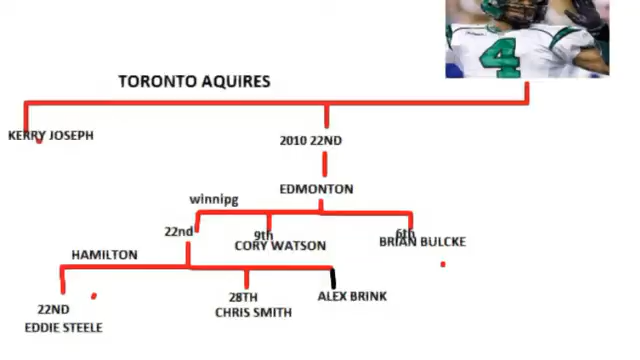 4
TORONTO AQUIRES
KERRY JOSEPH
2010 22ND
EDMONTON
winnipg
22nd
9th
6th
CORY WATSON
BRIAN BULCKE
HAMILTON
22ND
28TH
ALEX BRINK
EDDIE STEELE
CHRIS SMITH